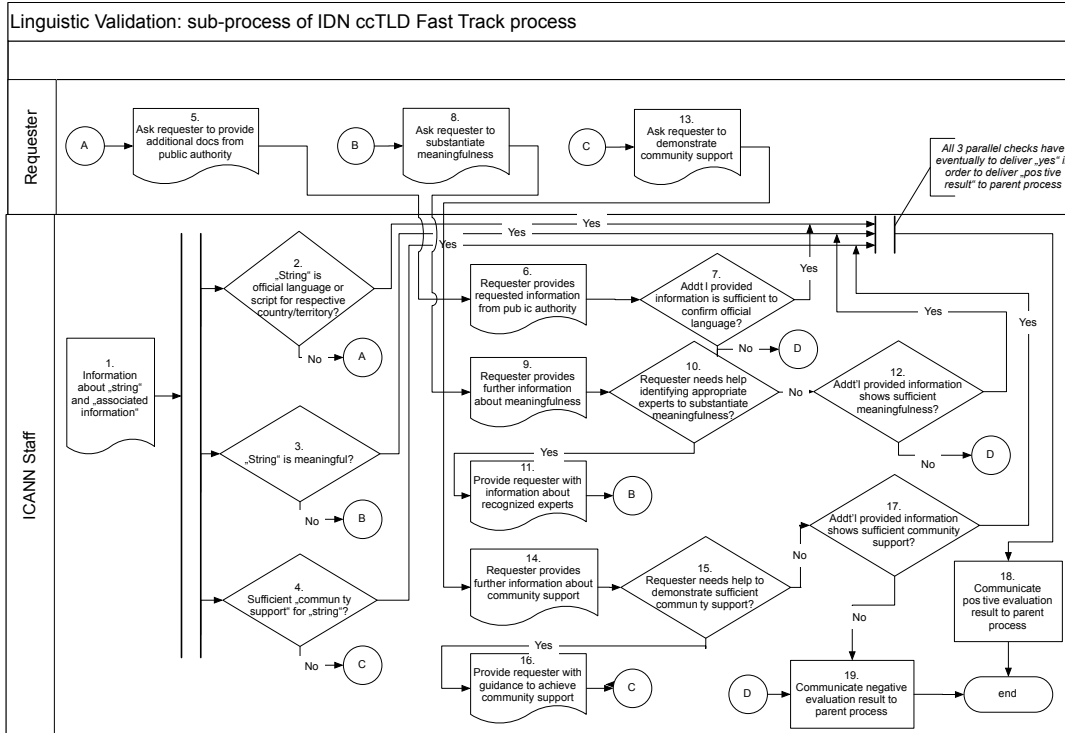 Linguistic Validation: sub-process of IDN ccTLD Fast Track process
Requester
A
5.
Ask requester to provide
additional docs from
public authority
B
8.
Ask requester to
substantiate
meaningfulness
C
13.
Ask requester to
demonstrate
community support
All 3 parallel checks have
eventually to deliver „yes" i
order to deliver „pos tive
result" to parent process
ICANN Staff
1.
Information
about „string"
and „associated
information"
2.
„String" is
official language or
script for respective
country/territory?
Yes
No
A
3.
„String" is meaningful?
Yes
No
B
4.
Sufficient „commun ty
support" for „string"?
Yes
No
C
6.
Requester provides
requested information
from pub ic authority
7.
Addt l provided
information is sufficient to
confirm official
language?
Yes
No
D
9.
Requester provides
further information
about meaningfulness
10.
Requester needs help
identifying appropriate
experts to substantiate
meaningfulness?
No
Yes
12.
Addt'l provided information
shows sufficient
meaningfulness?
Yes
No
D
11.
Provide requester with
information about
recognized experts
B
14.
Requester provides
further information about
community support
15.
Requester needs help to
demonstrate sufficient
commun ty support?
No
Yes
17.
Addt'l provided information
shows sufficient community
support?
Yes
No
16.
Provide requester with
guidance to achieve
community support
C
18.
Communicate
pos tive evaluation
result to parent
process
D
19.
Communicate negative
evaluation result to
parent process
end